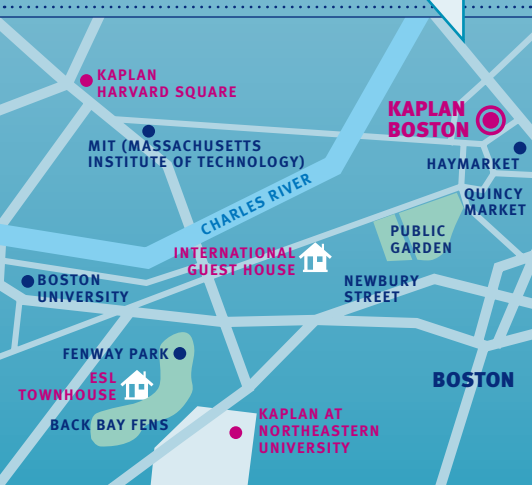 KAPLAN
HARVARD SQUARE
KAPLAN
BOSTON
MIT (MASSACHUSETTS
INSTITUTE OF TECHNOLOGY)
HAYMARKET
CHARLES RIVER
QUINCY
MARKET
PUBLIC
GARDEN
INTERNATIONAL
GUEST HOUSE
BOSTON
UNIVERSITY
NEWBURY
STREET
FENWAY PARK
ESL
TOWNHOUSE
BOSTON
BACK BAY FENS
KAPLAN AT
NORTHEASTERN
UNIVERSITY